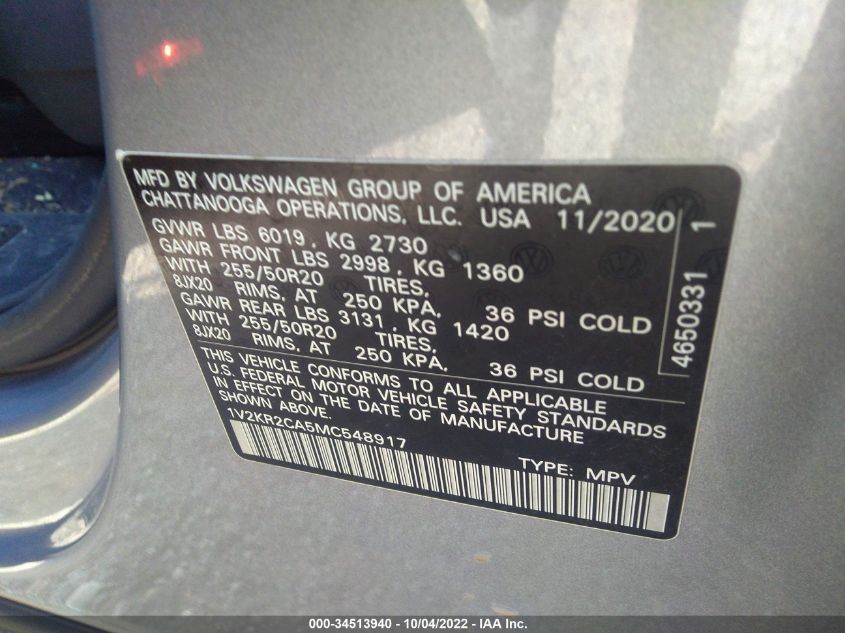 MFD BY VOLKSWAGEN GROUP OF AMERICA
CHATTANOOGA OPERATIONS, LLC. USA 11/2020
GVWR LBS 6019, KG 2730
GAWR FRONT LBS 2998, KG 1360
WITH 255/50R20 TIRES,
8JX20 RIMS, AT 250 KPA, 36 PSI COLD
GAWR REAR LBS 3131, KG 1420
WITH 255/50R20 TIRES,
8JX20 RIMS, AT 250 KPA, 36 PSI COLD
THIS VEHICLE CONFORMS TO ALL APPLICABLE
U.S. FEDERAL MOTOR VEHICLE SAFETY STANDARDS
IN EFFECT ON THE DATE OF MANUFACTURE
SHOWN ABOVE.
1V2KR2CA5MC548917
TYPE: MPV
4650331 1
000-34513940 - 10/04/2022 - IAA Inc.